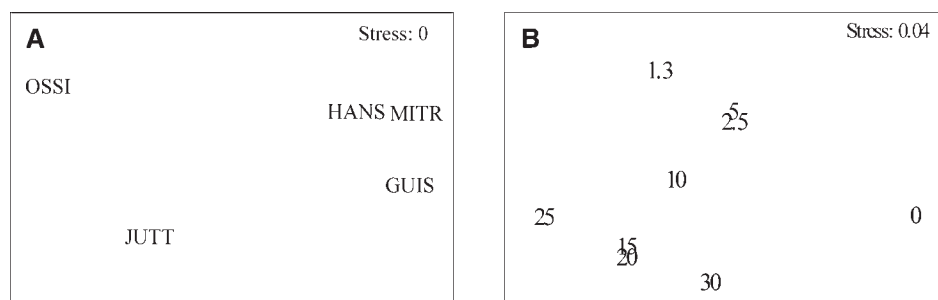 A
Stress: 0
OSSI
HANS MITR
GUIS
JUTT
B
Stress: 0.04
1.3
5
2.5
10
25
0
15
20
30